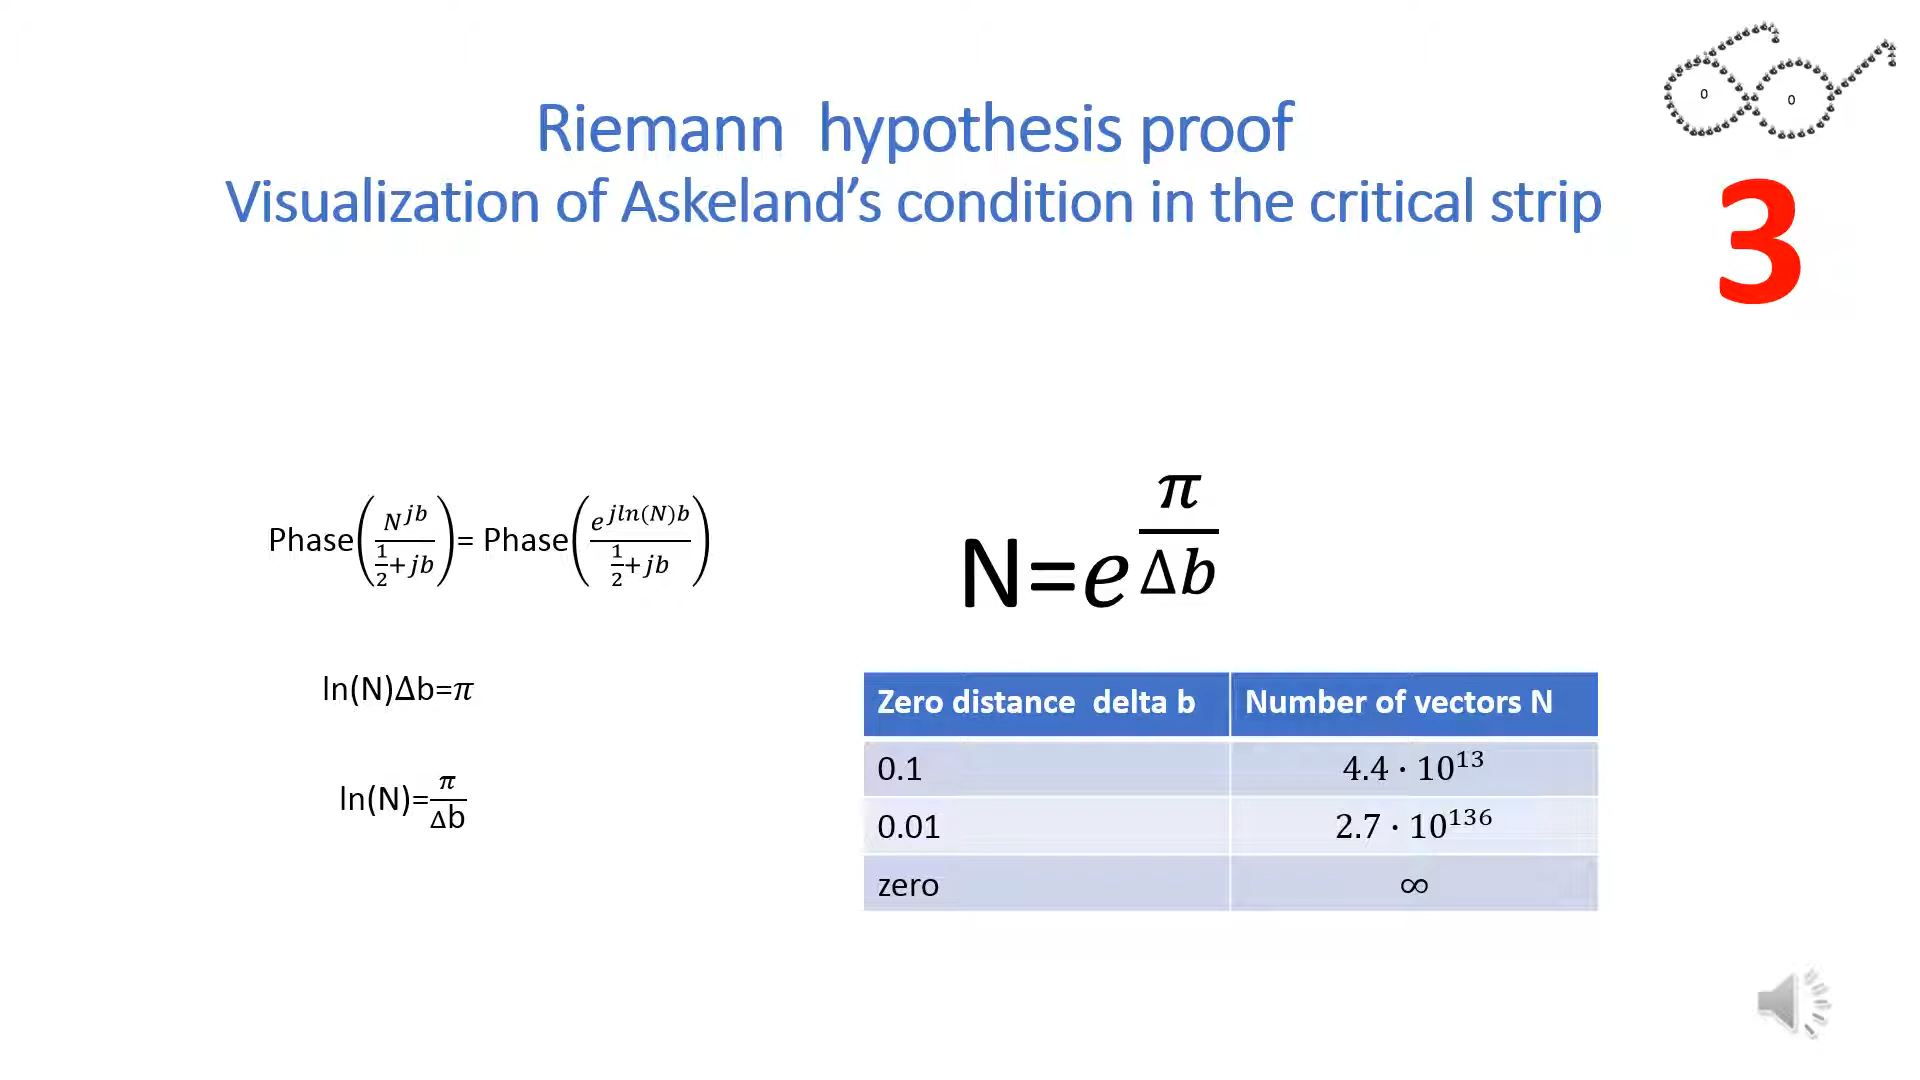 Riemann  hypothesis proof
Visualization of Askeland's condition in the critical strip
0 0
3
Phase(N^{jb}/(1/2+jb))= Phase(e^{jln(N)b}/(1/2+jb))
ln(N)Δb=π
ln(N)=π/Δb
N=e^{π/Δb}
Zero distance  delta b Number of vectors N
0.1 4.4 · 10^{13}
0.01 2.7 · 10^{136}
zero ∞